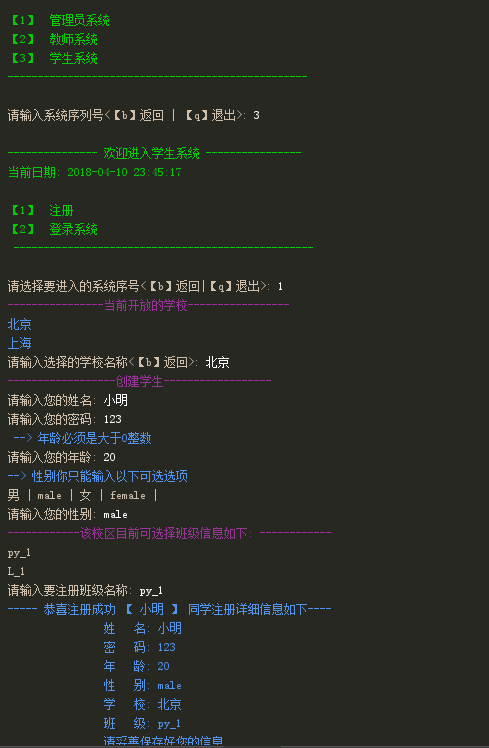 【1】 管理员系统
【2】 教师系统
【3】 学生系统
--------------------------------------------------
请输入系统序列号<【b】返回 | 【q】退出>: 3
--------------- 欢迎进入学生系统 ----------------
当前日期: 2018-04-10 23:45:17
【1】 注册
【2】 登录系统
--------------------------------------------------
请选择要进入的系统序号<【b】返回|【q】退出>: 1
----------------当前开放的学校-----------------
北京
上海
请输入选择的学校名称<【b】返回>: 北京
------------------创建学生------------------
请输入您的姓名: 小明
请输入您的密码: 123
--> 年龄必须是大于0整数
请输入您的年龄: 20
--> 性别你只能输入以下可选选项
男 | male | 女 | female |
请输入您的性别: male
------------该校区目前可选择班级信息如下: ------------
py_1
L_1
请输入要注册班级名称: py_1
----- 恭喜注册成功 【 小明 】 同学注册详细信息如下----
姓 名: 小明
密 码: 123
年 龄: 20
性 别: male
学 校: 北京
班 级: py_1
请妥善保存好您的信息